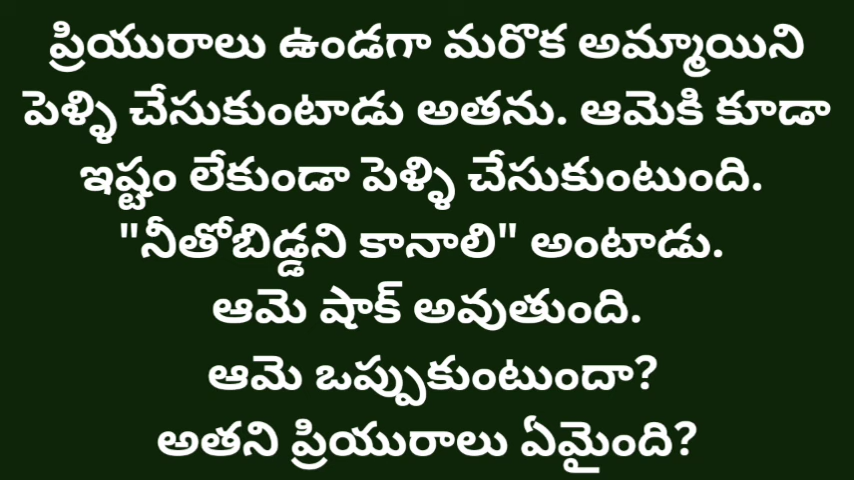 ప్రియురాలు ఉండగా మరొక అమ్మాయిని
పెళ్ళి చేసుకుంటాడు అతను. ఆమెకి కూడా
ఇష్టం లేకుండా పెళ్ళి చేసుకుంటుంది.
"నీతోబిడ్డని కానాలి" అంటాడు.
ఆమె షాక్ అవుతుంది.
ఆమె ఒప్పుకుంటుందా?
అతని ప్రియురాలు ఏమైంది?